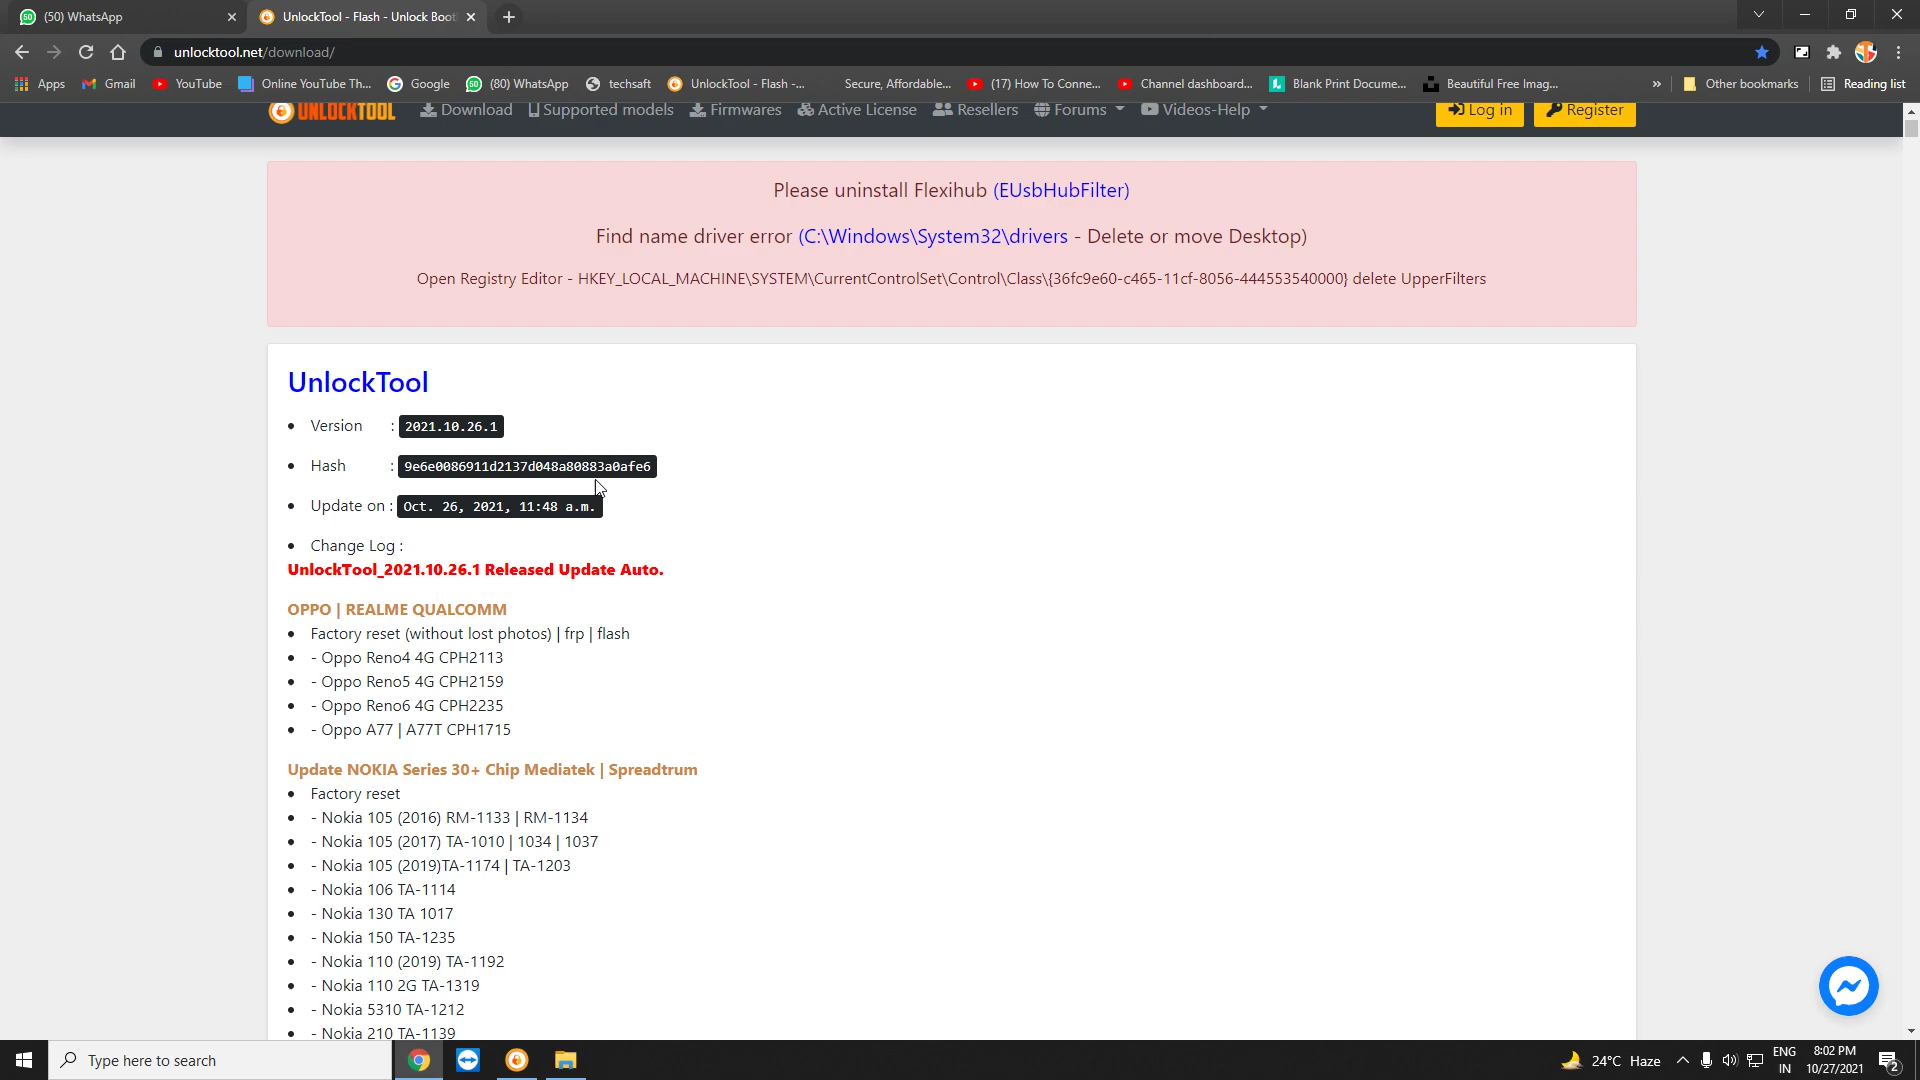 (50) WhatsApp
UnlockTool - Flash - Unlock Boot
unlocktool.net/download/
Apps Gmail YouTube Online YouTube Th... Google (80) WhatsApp techsaft UnlockTool - Flash -... Secure, Affordable... (17) How To Conne... Channel dashboard... Blank Print Docume... Beautiful Free Imag... » Other bookmarks Reading list
UNLOCKTOOL Download Supported models Firmwares Active License Resellers Forums Videos-Help Log in Register
Please uninstall Flexihub (EUsbHubFilter)
Find name driver error (C:\Windows\System32\drivers - Delete or move Desktop)
Open Registry Editor - HKEY_LOCAL_MACHINE\SYSTEM\CurrentControlSet\Control\Class\{36fc9e60-c465-11cf-8056-444553540000} delete UpperFilters
UnlockTool
• Version : 2021.10.26.1
• Hash : 9e6e0086911d2137d048a80883a0afe6
• Update on : Oct. 26, 2021, 11:48 a.m.
• Change Log :
UnlockTool_2021.10.26.1 Released Update Auto.
OPPO | REALME QUALCOMM
• Factory reset (without lost photos) | frp | flash
• - Oppo Reno4 4G CPH2113
• - Oppo Reno5 4G CPH2159
• - Oppo Reno6 4G CPH2235
• - Oppo A77 | A77T CPH1715
Update NOKIA Series 30+ Chip Mediatek | Spreadtrum
• Factory reset
• - Nokia 105 (2016) RM-1133 | RM-1134
• - Nokia 105 (2017) TA-1010 | 1034 | 1037
• - Nokia 105 (2019)TA-1174 | TA-1203
• - Nokia 106 TA-1114
• - Nokia 130 TA 1017
• - Nokia 150 TA-1235
• - Nokia 110 (2019) TA-1192
• - Nokia 110 2G TA-1319
• - Nokia 5310 TA-1212
• - Nokia 210 TA-1139
Type here to search
24°C Haze
ENG
IN
8:02 PM
10/27/2021
2